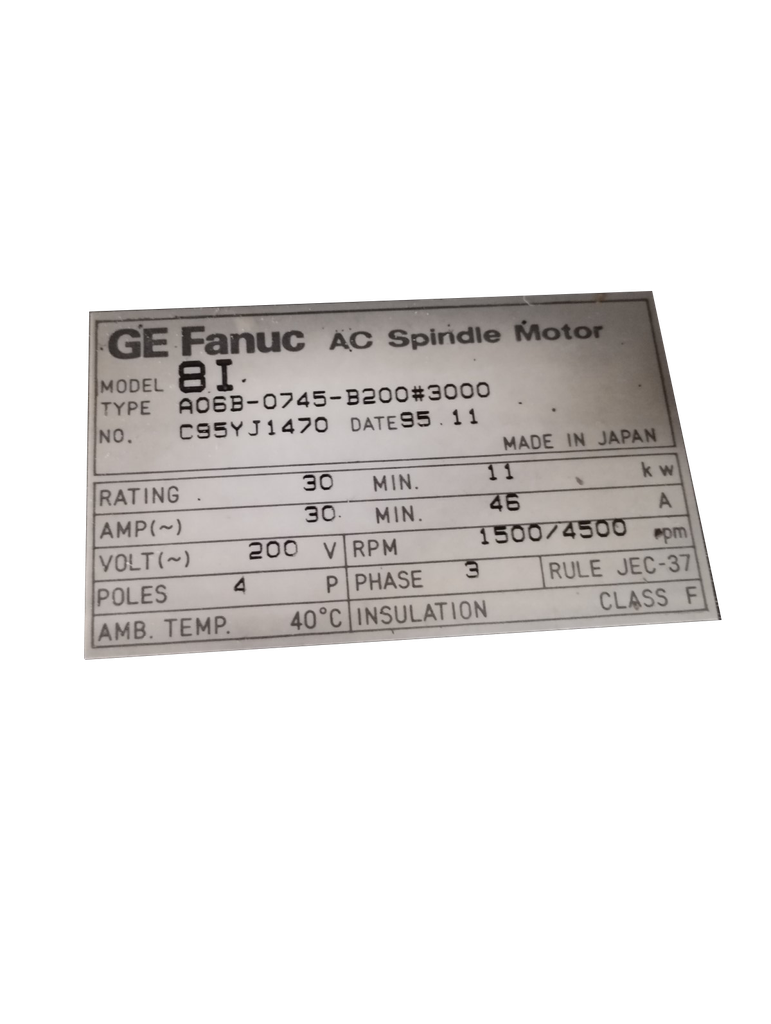 GE Fanuc AC Spindle Motor
MODEL 8I
TYPE A06B-0745-B200#3000
NO. C95YJ1470 DATE 95.11
MADE IN JAPAN
RATING 30 MIN. 11 kw
AMP(~) 30 MIN. 46 A
VOLT(~) 200 V RPM 1500/4500 rpm
POLES 4 P PHASE 3 RULE JEC-37
AMB. TEMP. 40°C INSULATION CLASS F